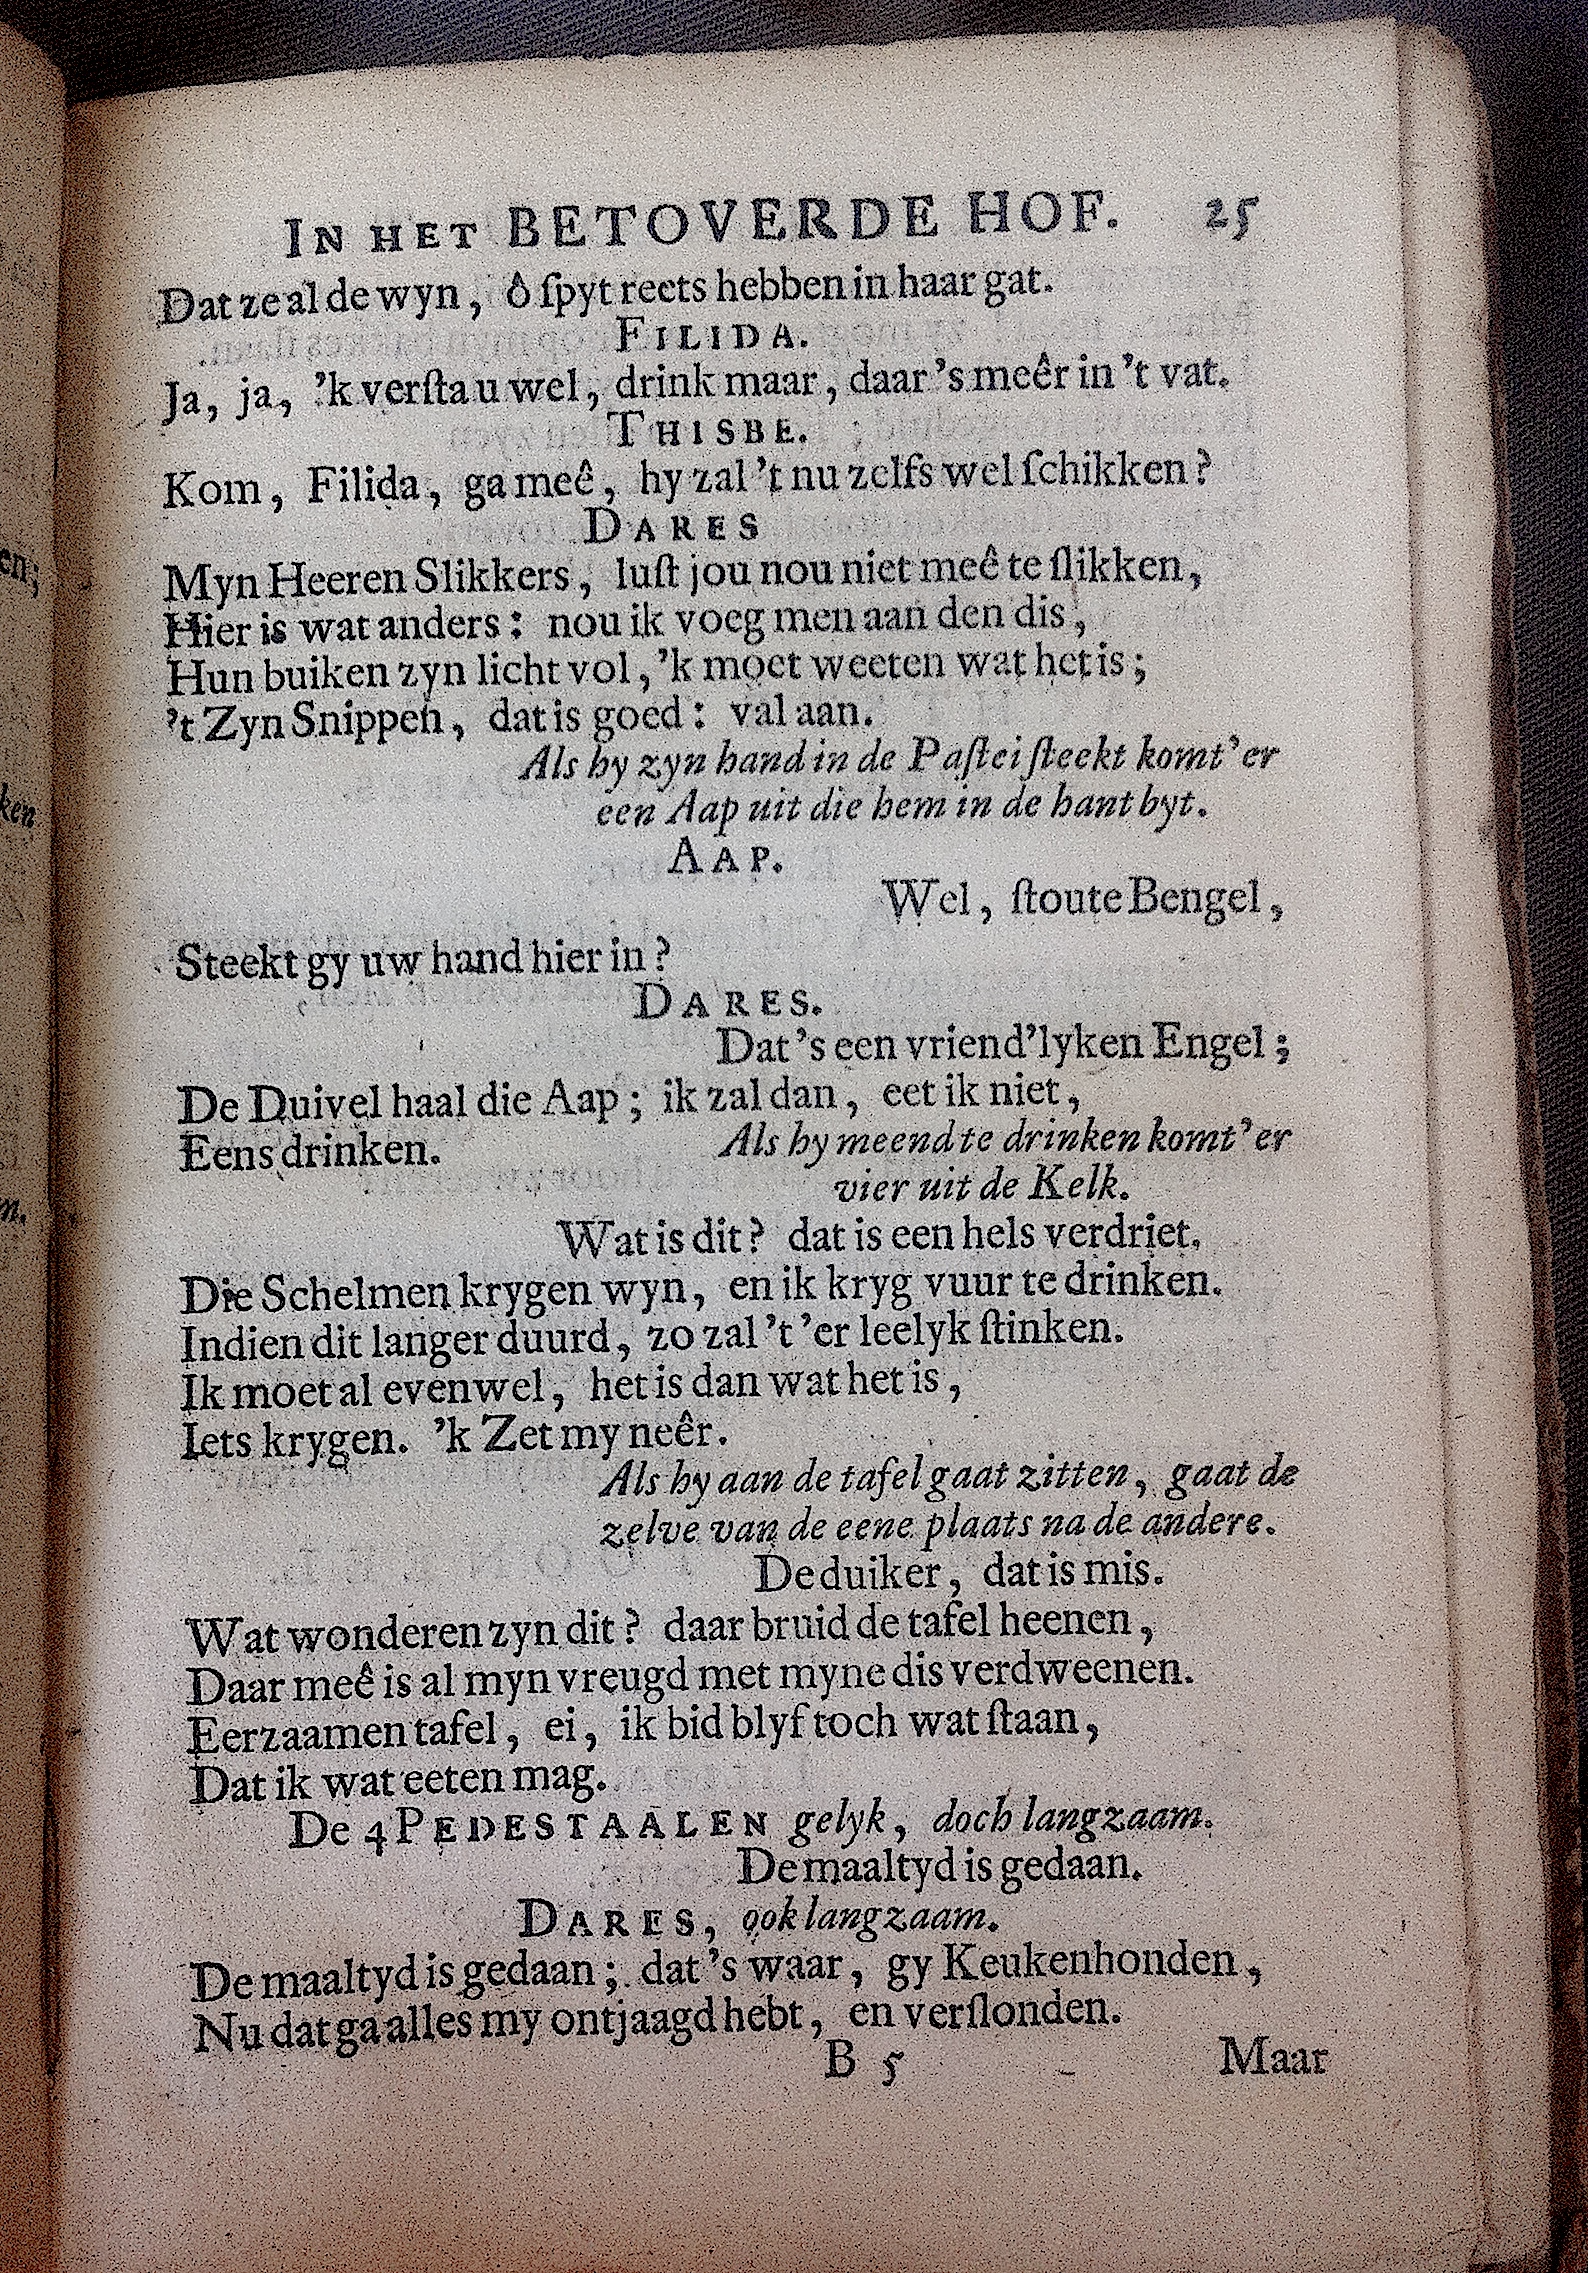 IN HET BETOVERDE HOF. 25
Dat ze al de wyn, ô ſpyt reets hebben in haar gat.
FILIDA.
Ja, ja, 'k verſta u wel, drink maar, daar 's meêr in 't vat.
THISBE.
Kom, Filida, ga meê, hy zal 't nu zelfs wel ſchikken?
DARES
Myn Heeren Slikkers, luſt jou nou niet meê te ſlikken,
Hier is wat anders: nou ik voeg men aan den dis,
Hun buiken zyn licht vol, 'k moet weeten wat het is;
't Zyn Snippen, dat is goed: val aan.
Als hy zyn hand in de Paſtei ſteekt komt'er
een Aap uit die hem in de hant byt.
AAP.
Wel, ſtoute Bengel,
Steekt gy uw hand hier in?
DARES.
Dat 's een vriend'lyken Engel;
De Duivel haal die Aap; ik zal dan, eet ik niet,
Eens drinken. Als hy meend te drinken komt'er
vier uit de Kelk.
Wat is dit? dat is een hels verdriet.
Die Schelmen krygen wyn, en ik kryg vuur te drinken.
Indien dit langer duurd, zo zal 't 'er leelyk ſtinken.
Ik moet al evenwel, het is dan wat het is,
Iets krygen. 'k Zet my neêr.
Als hy aan de tafel gaat zitten, gaat de
zelve van de eene plaats na de andere.
De duiker, dat is mis.
Wat wonderen zyn dit? daar bruid de tafel heenen,
Daar meê is al myn vreugd met myne dis verdweenen.
Eerzaamen tafel, ei, ik bid blyf toch wat ſtaan,
Dat ik wat eeten mag.
De 4 PEDESTAALEN gelyk, doch langzaam.
De maaltyd is gedaan.
DARES, ook langzaam.
De maaltyd is gedaan; dat 's waar, gy Keukenhonden,
Nu dat ga alles my ontjaagd hebt, en verſlonden.
B 5 Maar
en;
ken
m.